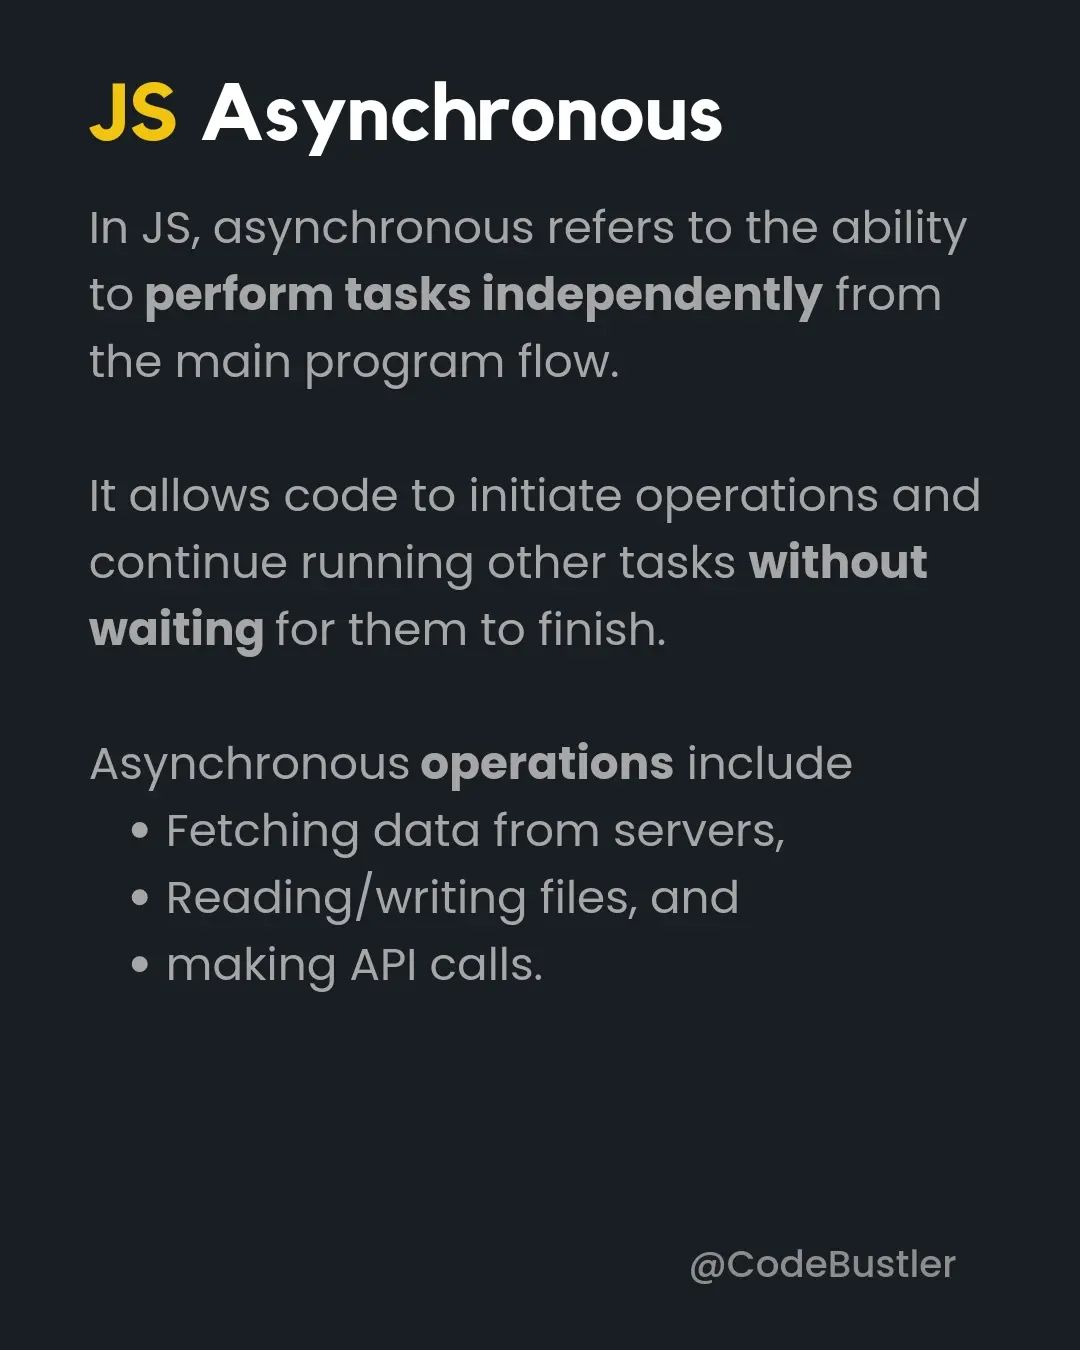 JS Asynchronous
In JS, asynchronous refers to the ability
to perform tasks independently from
the main program flow.
It allows code to initiate operations and
continue running other tasks without
waiting for them to finish.
Asynchronous operations include
• Fetching data from servers,
• Reading/writing files, and
• making API calls.
@CodeBustler